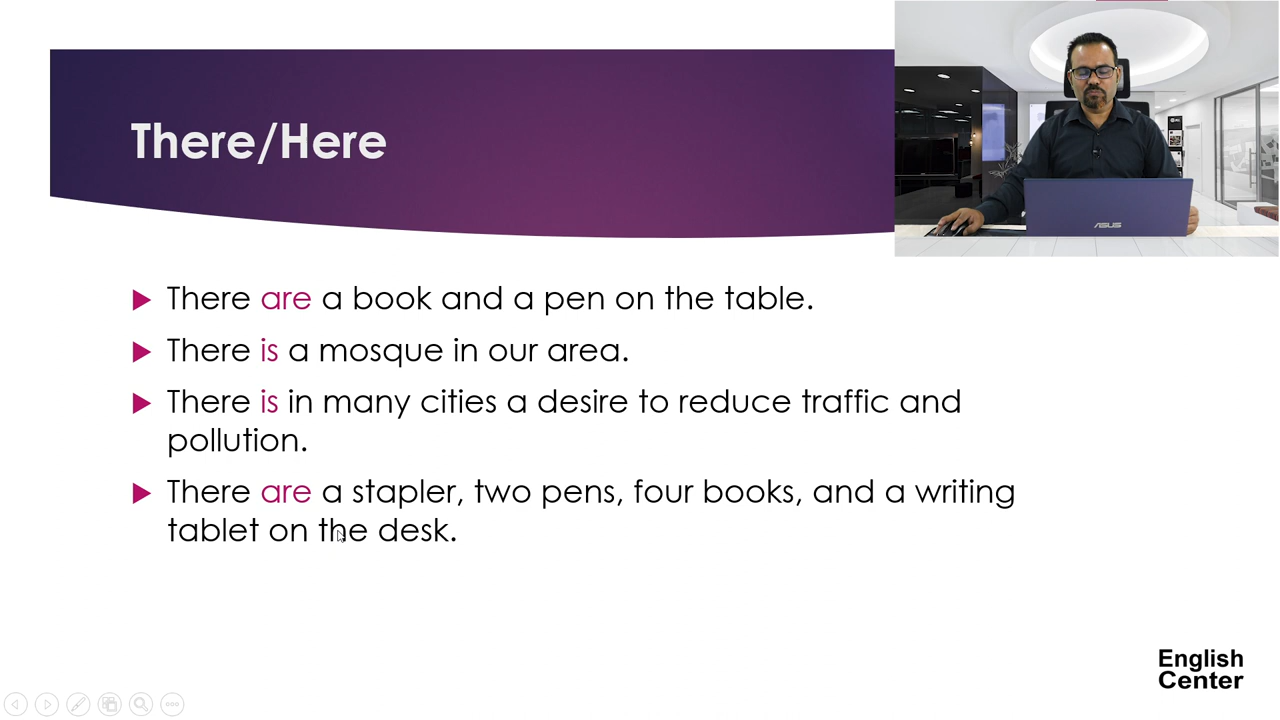 There/Here
ASUS
There are a book and a pen on the table.
There is a mosque in our area.
There is in many cities a desire to reduce traffic and
pollution.
There are a stapler, two pens, four books, and a writing
tablet on the desk.
English
Center